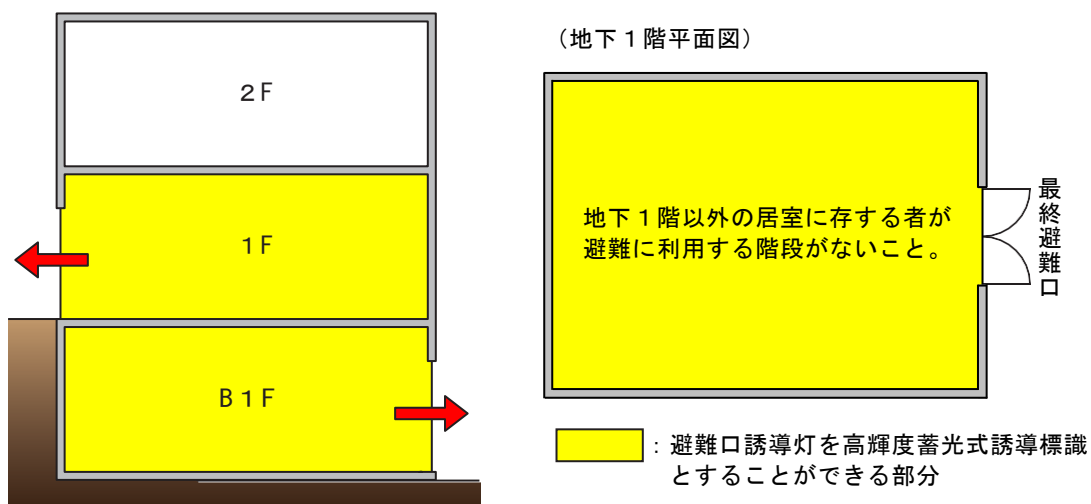 2F
1F
B1F
(地下1階平面図)
地下1階以外の居室に存する者が
避難に利用する階段がないこと。
最終避難口
:避難口誘導灯を高輝度蓄光式誘導標識
とすることができる部分